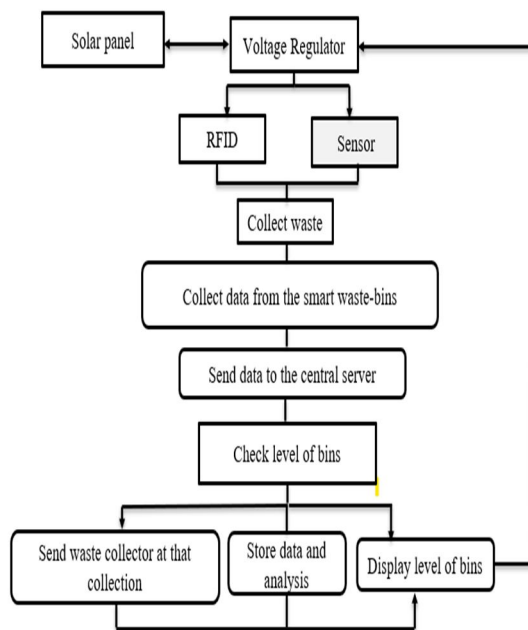 Solar panel
Voltage Regulator
RFID
Sensor
Collect waste
Collect data from the smart waste-bins
Send data to the central server
Check level of bins
Send waste collector at that
collection
Store data and
analysis
Display level of bins